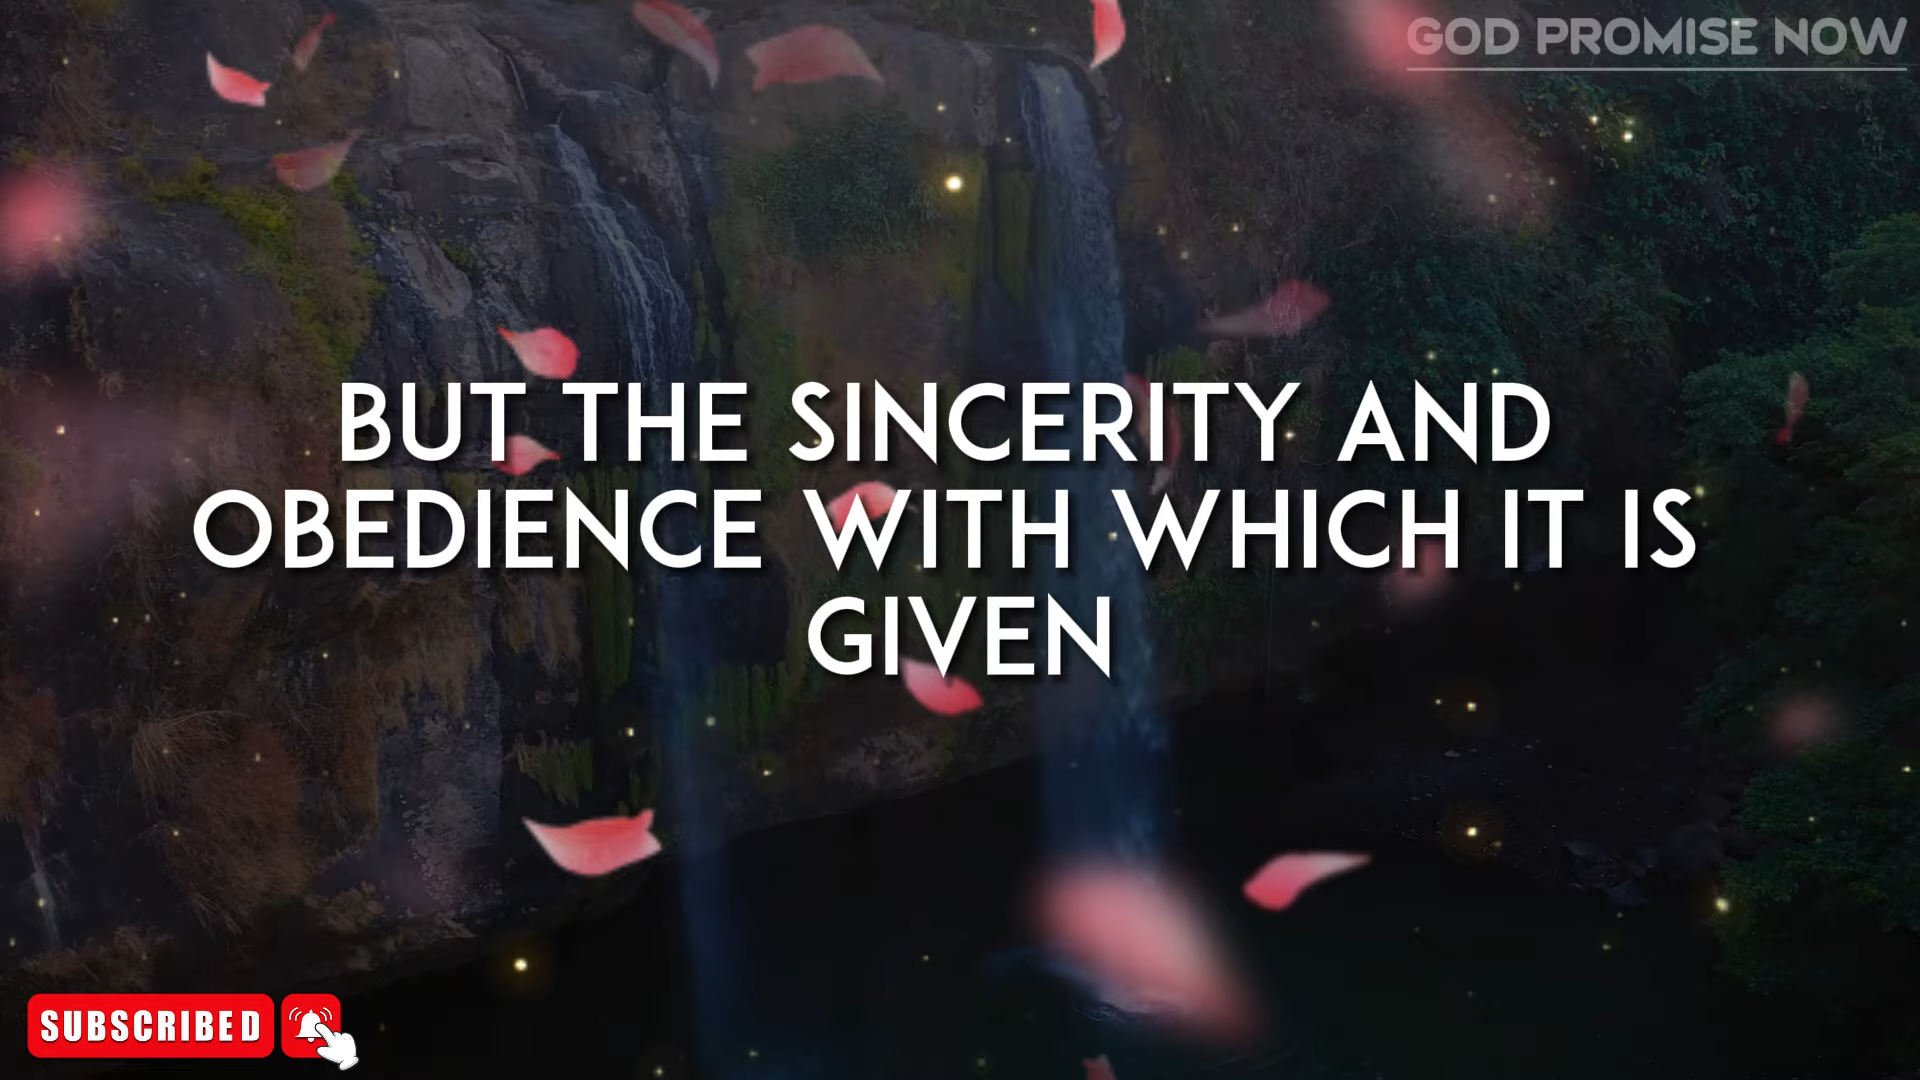 GOD PROMISE NOW
BUT THE SINCERITY AND
OBEDIENCE WITH WHICH IT IS
GIVEN
SUBSCRIBED